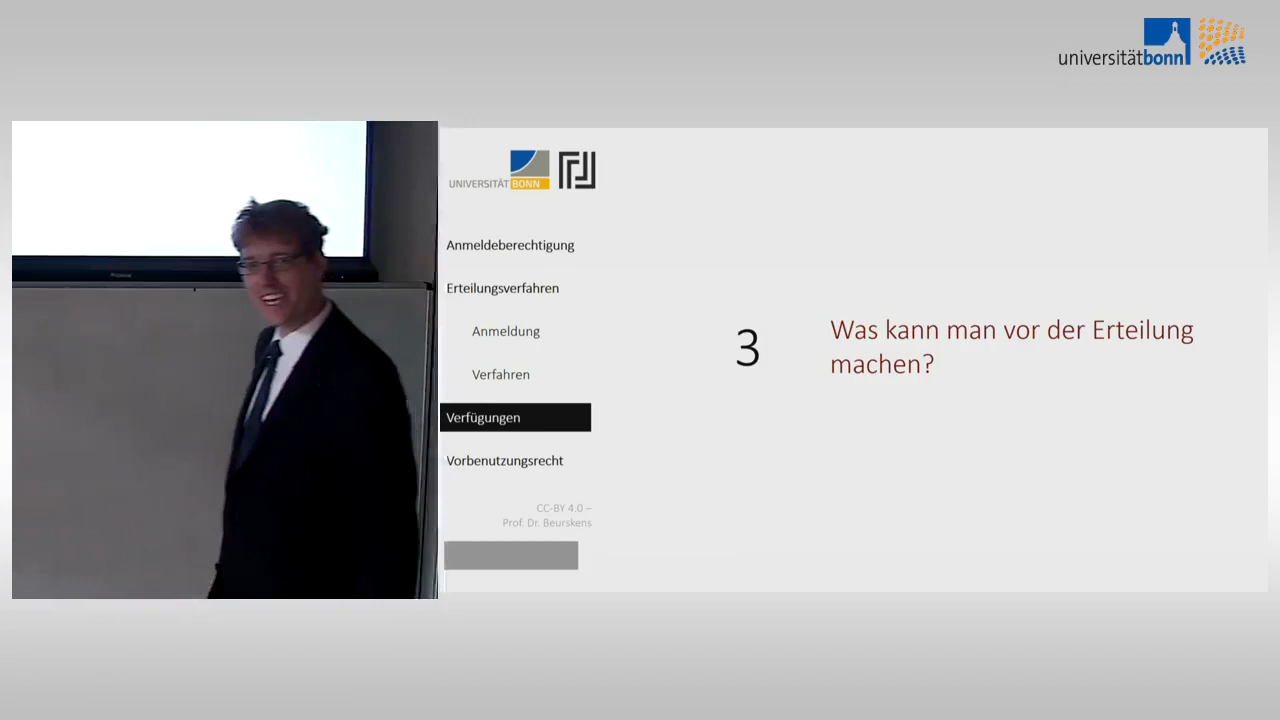 universitätbonn
UNIVERSITÄT BONN
Anmeldeberechtigung
Erteilungsverfahren
Anmeldung
Verfahren
Verfügungen
Vorbenutzungsrecht
CC-BY 4.0 –
Prof. Dr. Beurskens
3
Was kann man vor der Erteilung
machen?